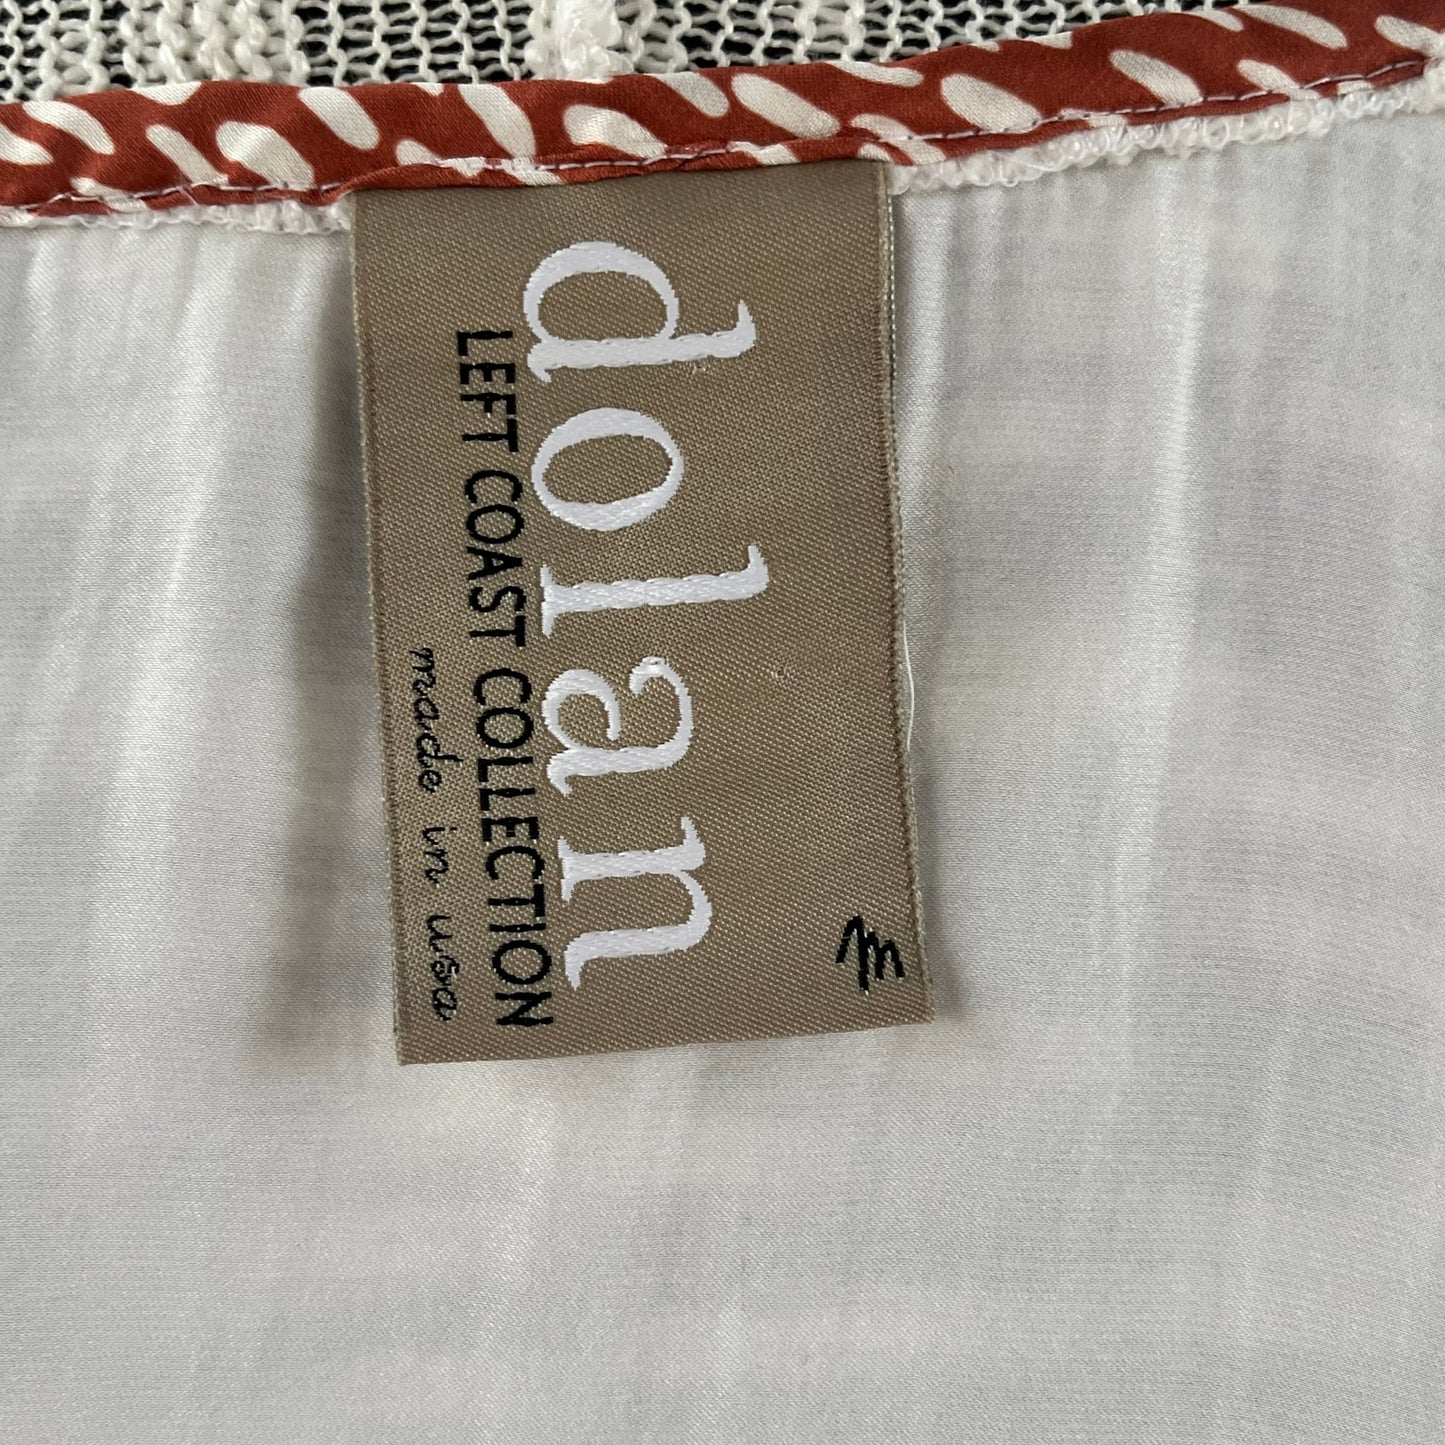 dolan
LEFT COAST COLLECTION
made in usa
m